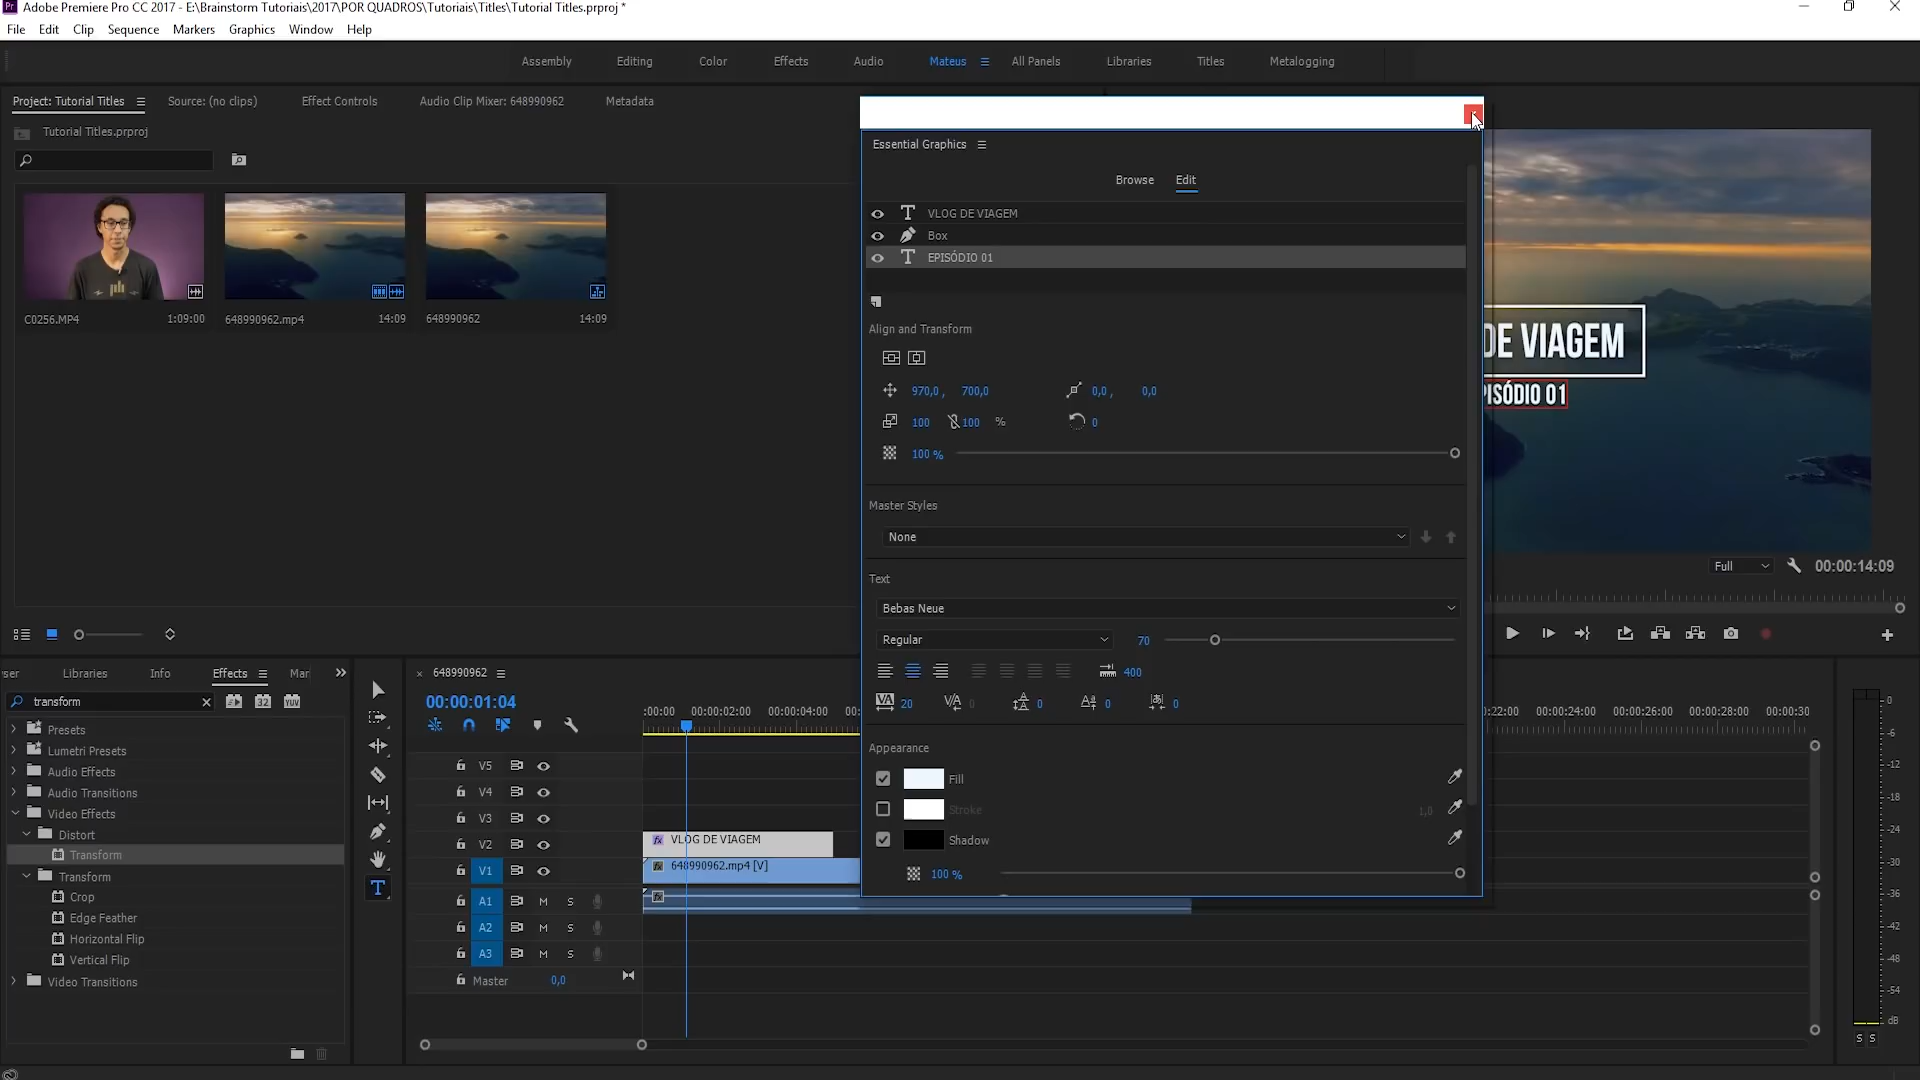 Adobe Premiere Pro CC 2017 - E:\Brainstorm Tutoriais\2017\POR QUADROS\Tutoriais\Titles\Tutorial Titles.prproj *
File Edit Clip Sequence Markers Graphics Window Help
Assembly Editing Color Effects Audio Mateus All Panels Libraries Titles Metalogging
Project: Tutorial Titles Source: (no clips) Effect Controls Audio Clip Mixer: 648990962 Metadata
Tutorial Titles.prproj
C0256.MP4 1:09:00 648990962.mp4 14:09 648990962 14:09
Essential Graphics
Browse Edit
VLOG DE VIAGEM
Box
EPISÓDIO 01
Align and Transform
970,0 , 700,0 0,0 , 0,0
100 100 % 0
100 %
Master Styles
None
Text
Bebas Neue
Regular 70
400
20 0 0 0 0
Appearance
Fill
Stroke 1,0
Shadow
100 %
DE VIAGEM
PISÓDIO 01
Full 00:00:14:09
ser Libraries Info Effects Mar
transform
Presets
Lumetri Presets
Audio Effects
Audio Transitions
Video Effects
Distort
Transform
Transform
Crop
Edge Feather
Horizontal Flip
Vertical Flip
Video Transitions
648990962
00:00:01:04
:00:00 00:00:02:00 00:00:04:00 00: 0:22:00 00:00:24:00 00:00:26:00 00:00:28:00 00:00:30
V5
V4
V3
V2 VLOG DE VIAGEM
V1 648990962.mp4 [V]
A1 M S
A2 M S
A3 M S
Master 0,0
0
-6
-12
-18
-24
-30
-36
-42
-48
-54
dB
S S